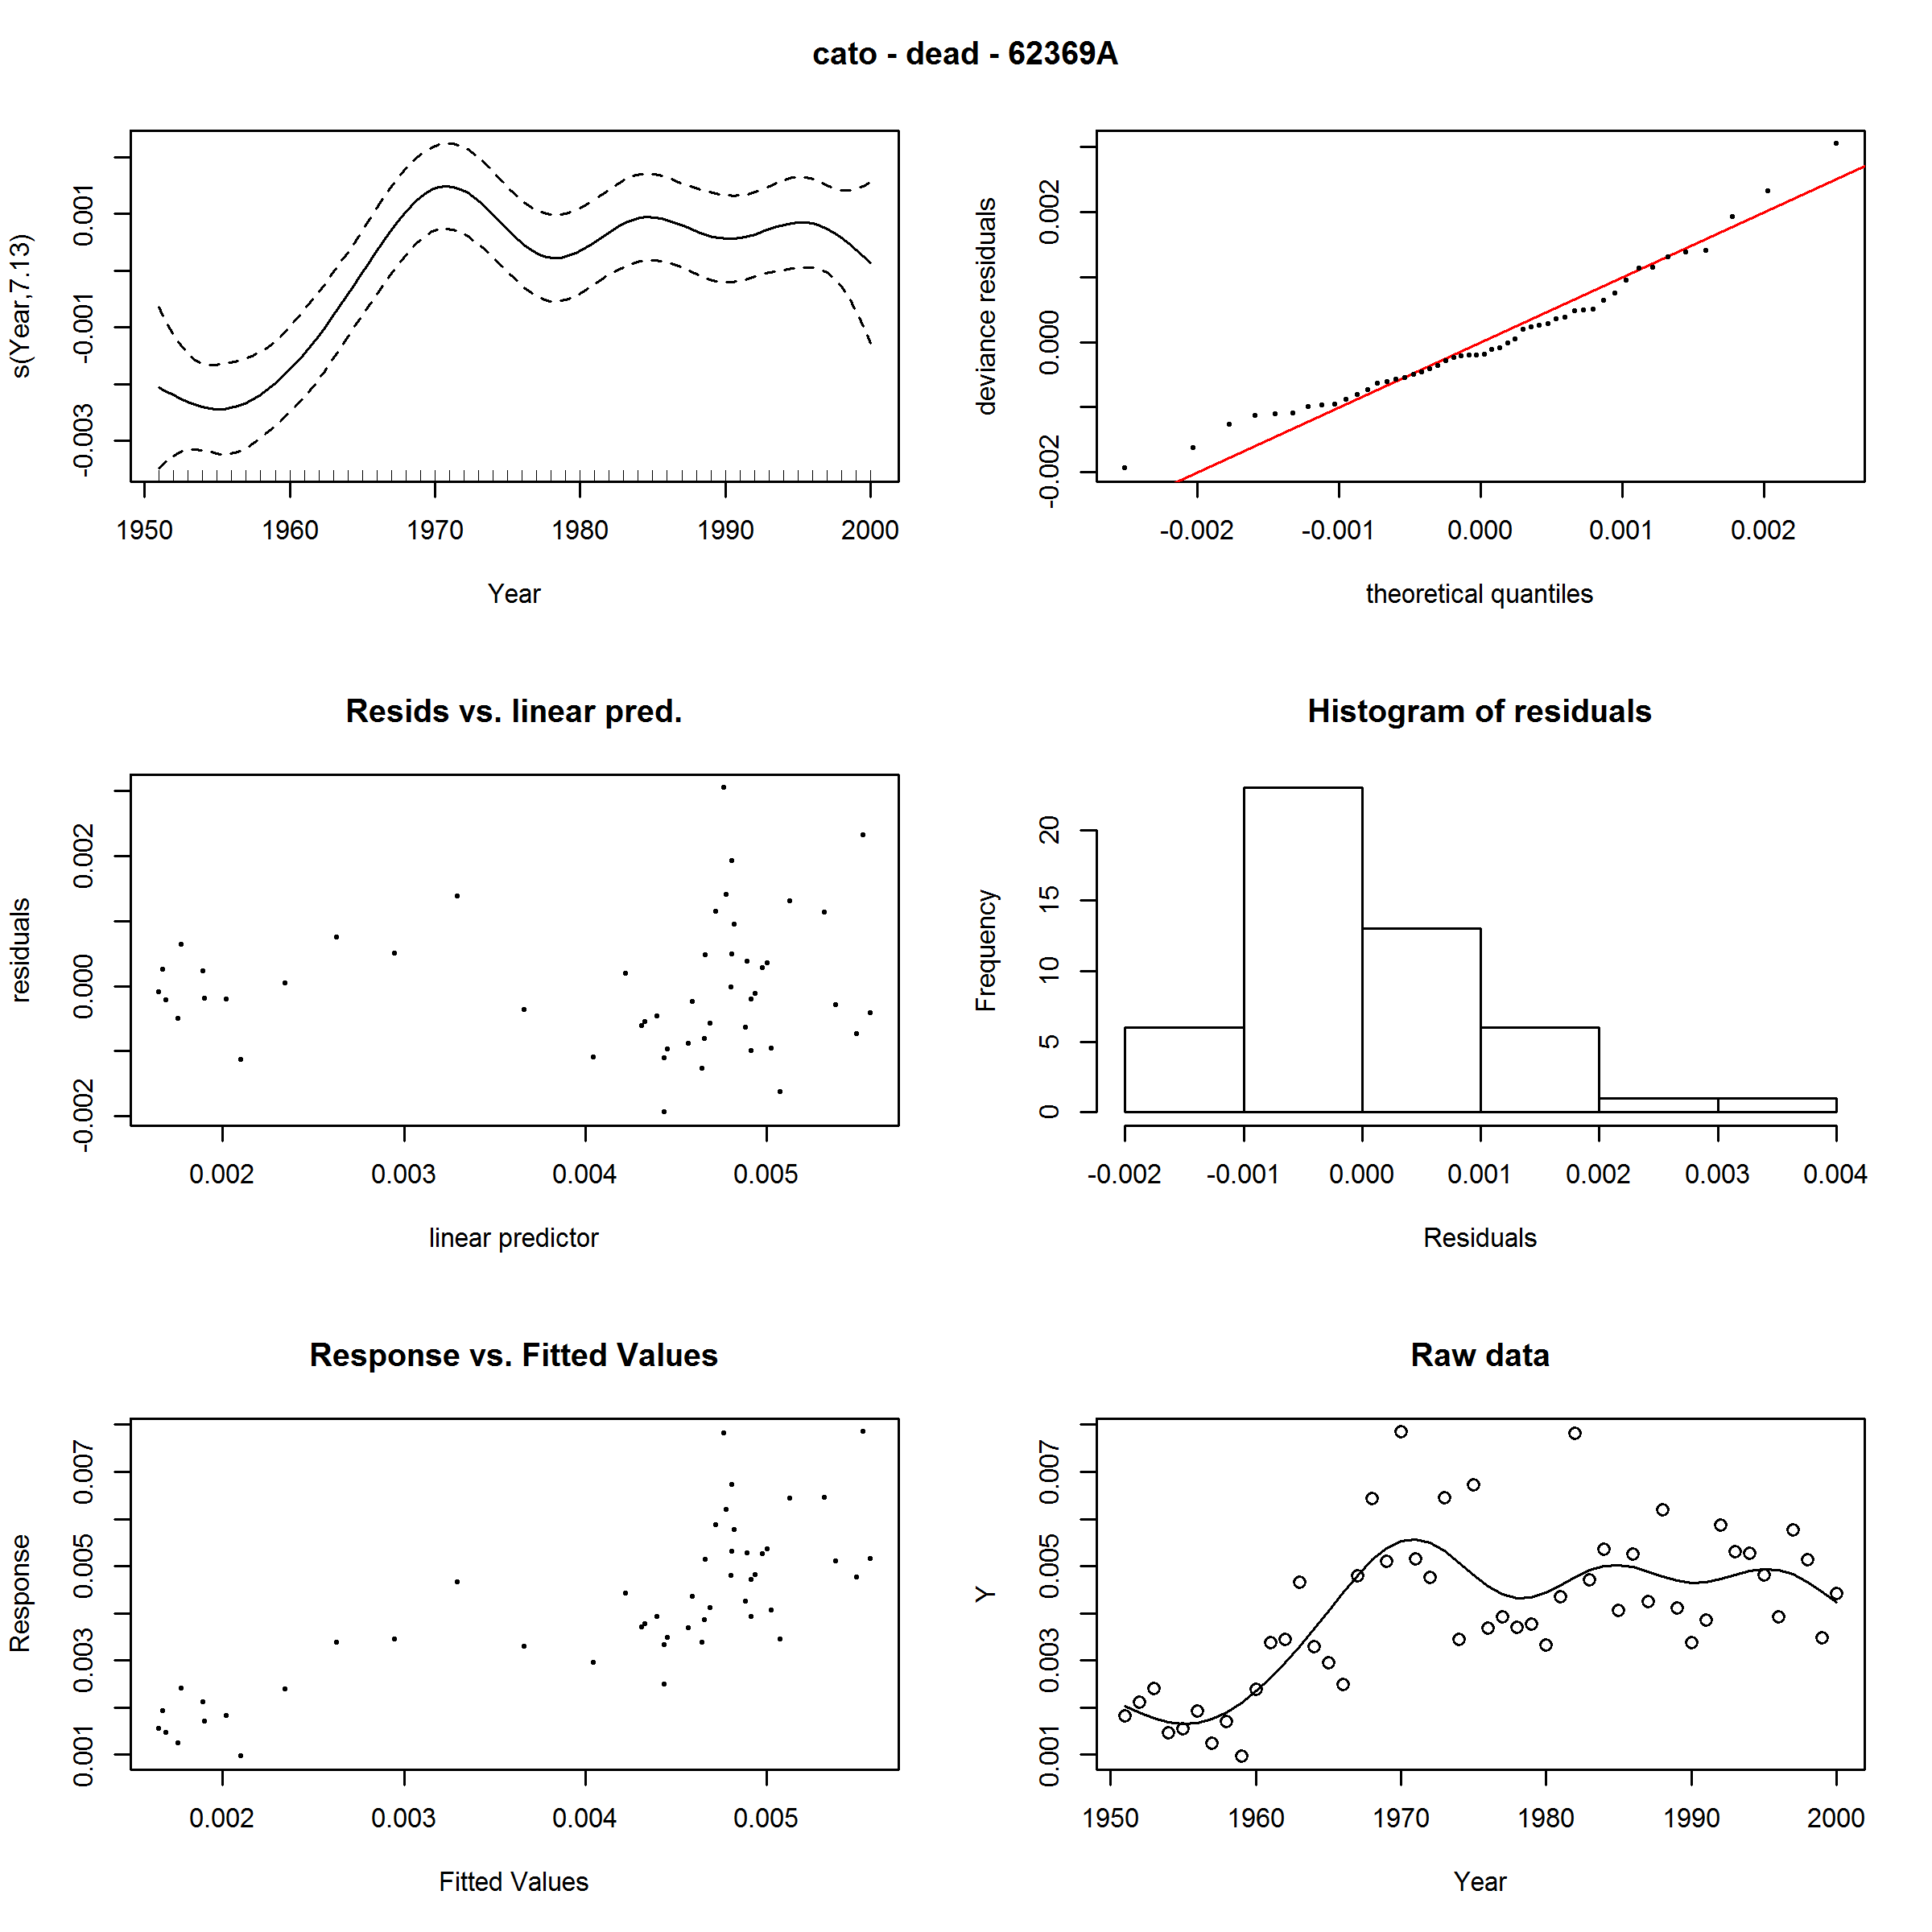 cato - dead - 62369A
s(Year,7.13)
-0.003 -0.001 0.001
1950 1960 1970 1980 1990 2000
Year
deviance residuals
-0.002 0.000 0.002
-0.002 -0.001 0.000 0.001 0.002
theoretical quantiles
Resids vs. linear pred.
residuals
-0.002 0.000 0.002
0.002 0.003 0.004 0.005
linear predictor
Histogram of residuals
Frequency
0 5 10 15 20
-0.002 -0.001 0.000 0.001 0.002 0.003 0.004
Residuals
Response vs. Fitted Values
Response
0.001 0.003 0.005 0.007
0.002 0.003 0.004 0.005
Fitted Values
Raw data
Y
0.001 0.003 0.005 0.007
1950 1960 1970 1980 1990 2000
Year